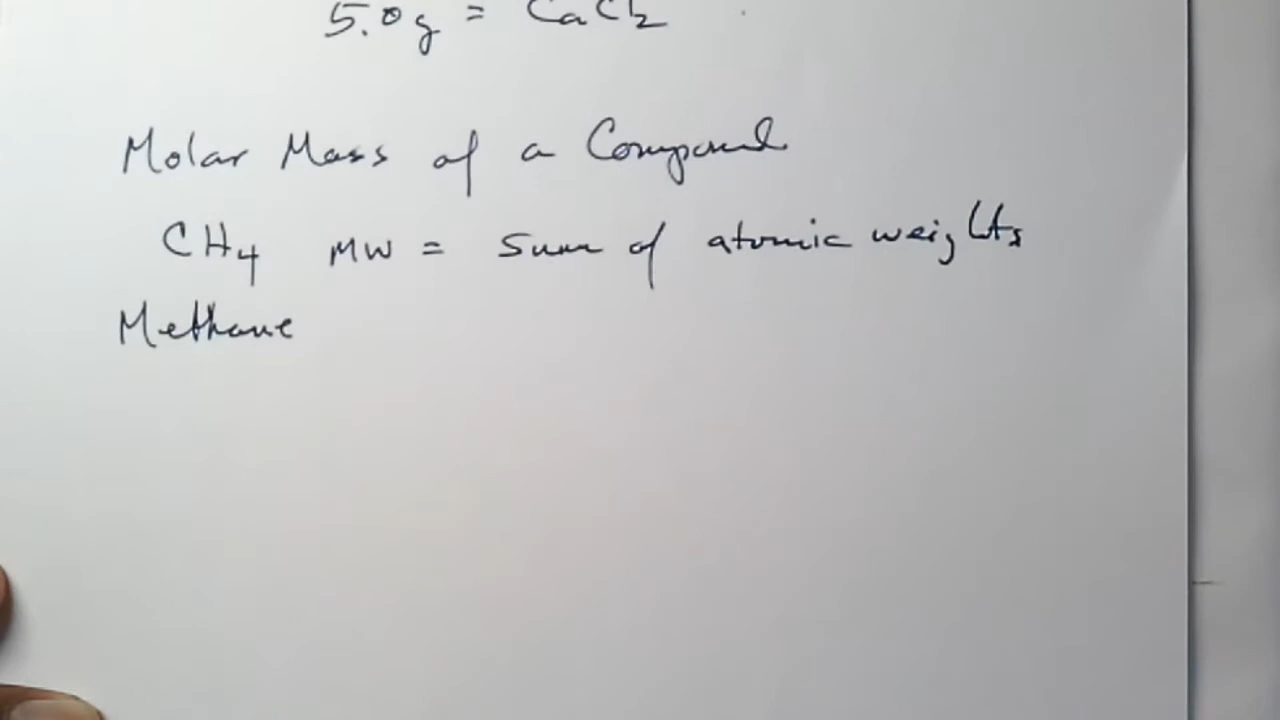 5.0g = CaCl2
Molar Mass of a Compound
CH4 MW = Sum of atomic weights
Methane